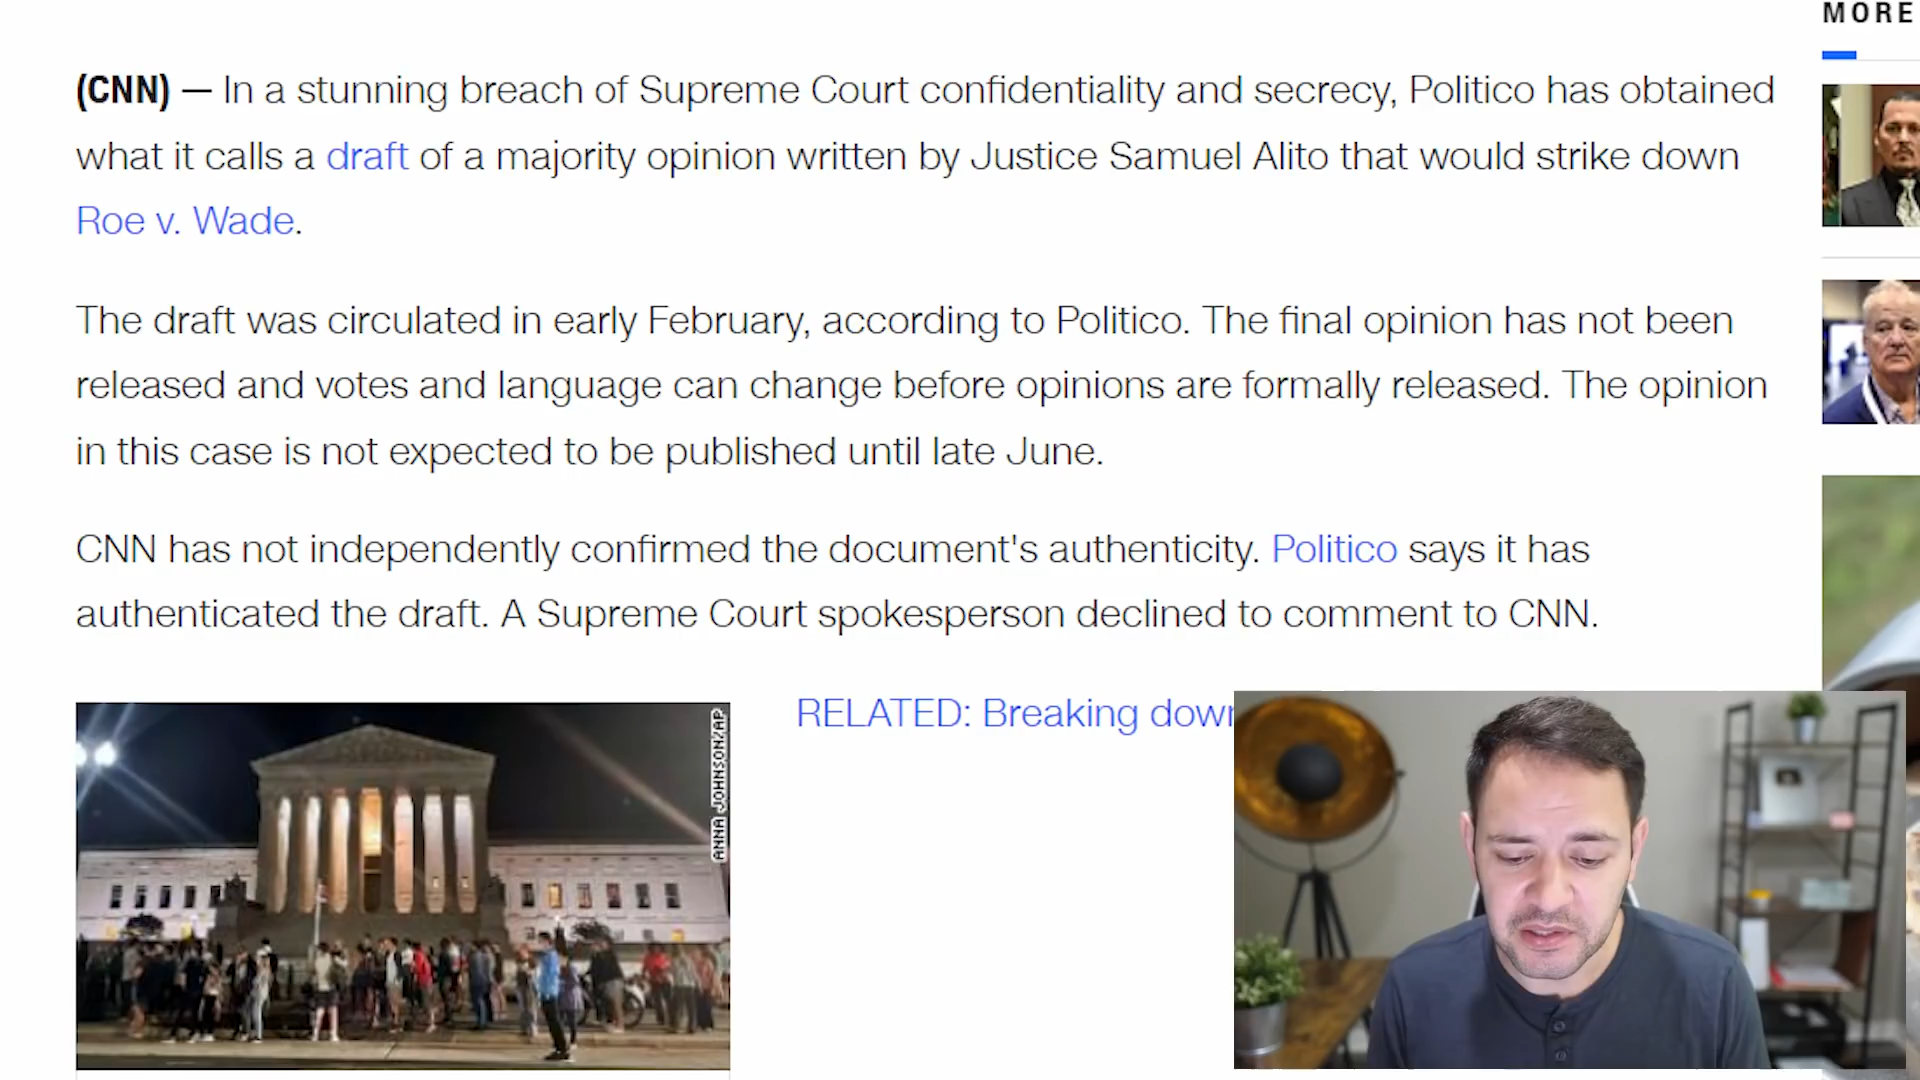 MORE
(CNN) — In a stunning breach of Supreme Court confidentiality and secrecy, Politico has obtained
what it calls a draft of a majority opinion written by Justice Samuel Alito that would strike down
Roe v. Wade.
The draft was circulated in early February, according to Politico. The final opinion has not been
released and votes and language can change before opinions are formally released. The opinion
in this case is not expected to be published until late June.
CNN has not independently confirmed the document's authenticity. Politico says it has
authenticated the draft. A Supreme Court spokesperson declined to comment to CNN.
RELATED: Breaking down
ANNA JOHNSON/AP